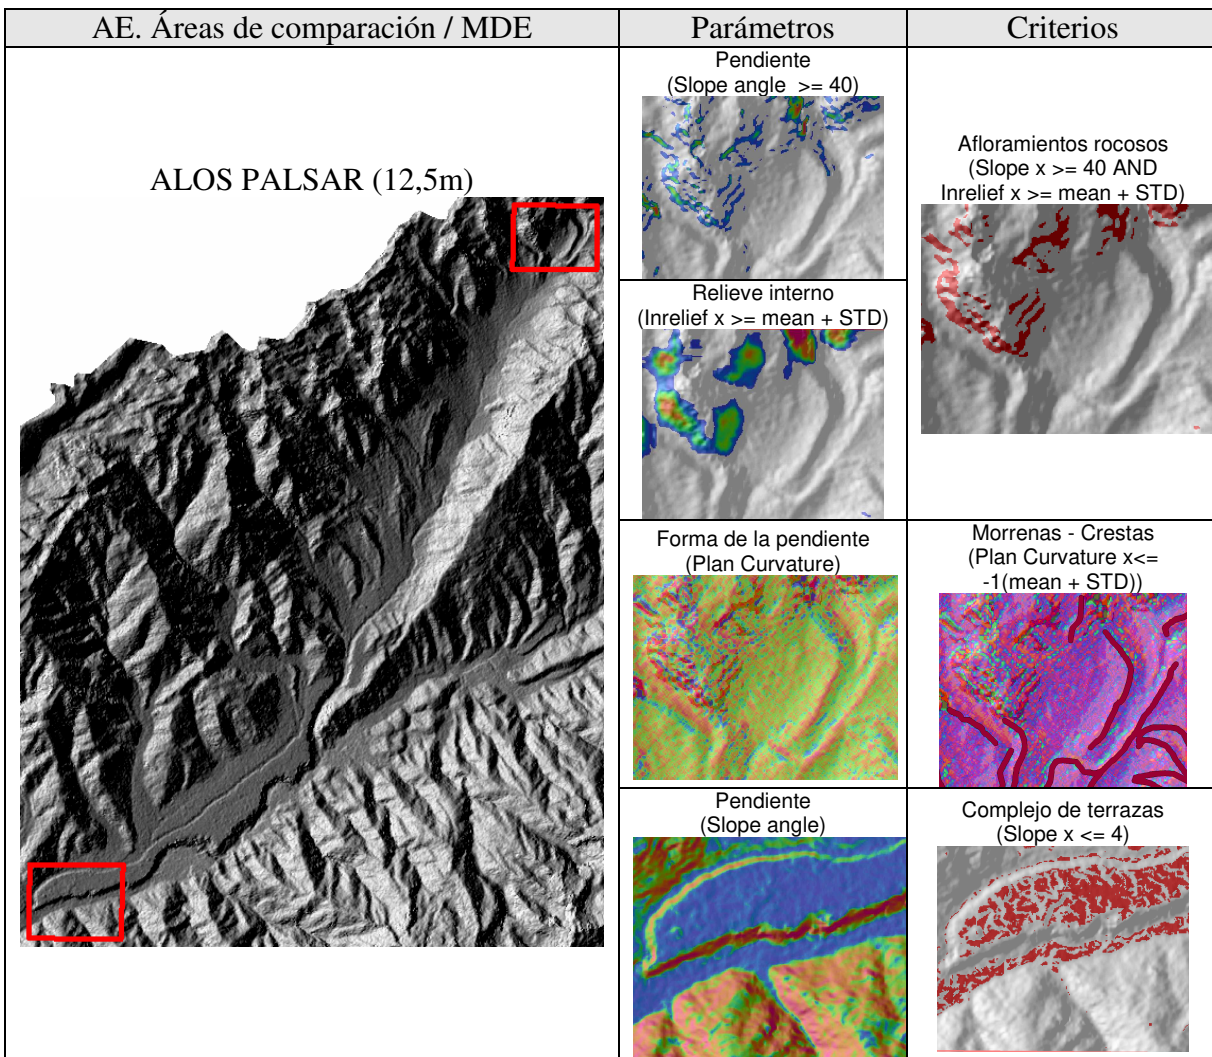 AE. Áreas de comparación / MDE
Parámetros
Criterios
ALOS PALSAR (12,5m)
Pendiente
(Slope angle >= 40)
Afloramientos rocosos
(Slope x >= 40 AND
Inrelief x >= mean + STD)
Relieve interno
(Inrelief x >= mean + STD)
Forma de la pendiente
(Plan Curvature)
Morrenas - Crestas
(Plan Curvature x<=
-1(mean + STD))
Pendiente
(Slope angle)
Complejo de terrazas
(Slope x <= 4)